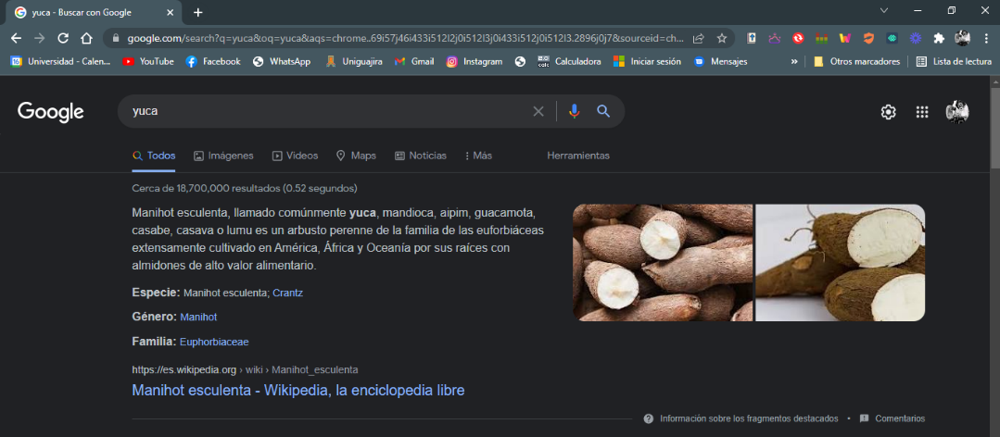 yuca - Buscar con Google
google.com/search?q=yuca&oq=yuca&aqs=chrome..69i57j46i433i512l2j0i512l3j0i433i512j0i512l3.2896j0j7&sourceid=ch...
Universidad - Calen... YouTube Facebook WhatsApp Uniguajira Gmail Instagram Calculadora Iniciar sesión Mensajes » Otros marcadores Lista de lectura
Google yuca
Todos Imágenes Videos Maps Noticias Más Herramientas
Cerca de 18,700,000 resultados (0.52 segundos)
Manihot esculenta, llamado comúnmente yuca, mandioca, aipim, guacamota,
casabe, casava o lumu es un arbusto perenne de la familia de las euforbiáceas
extensamente cultivado en América, África y Oceanía por sus raíces con
almidones de alto valor alimentario.
Especie: Manihot esculenta; Crantz
Género: Manihot
Familia: Euphorbiaceae
https://es.wikipedia.org › wiki › Manihot_esculenta
Manihot esculenta - Wikipedia, la enciclopedia libre
Información sobre los fragmentos destacados • Comentarios